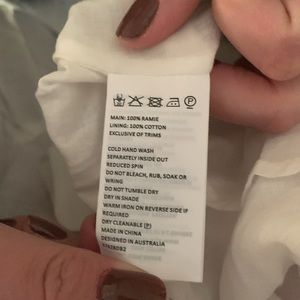 MAIN: 100% RAMIE
LINING: 100% COTTON
EXCLUSIVE OF TRIMS
COLD HAND WASH
SEPARATELY INSIDE OUT
REDUCED SPIN
DO NOT BLEACH, RUB, SOAK OR
WRING
DO NOT TUMBLE DRY
DRY IN SHADE
WARM IRON ON REVERSE SIDE IF
REQUIRED
DRY CLEANABLE (P)
MADE IN CHINA
DESIGNED IN AUSTRALIA